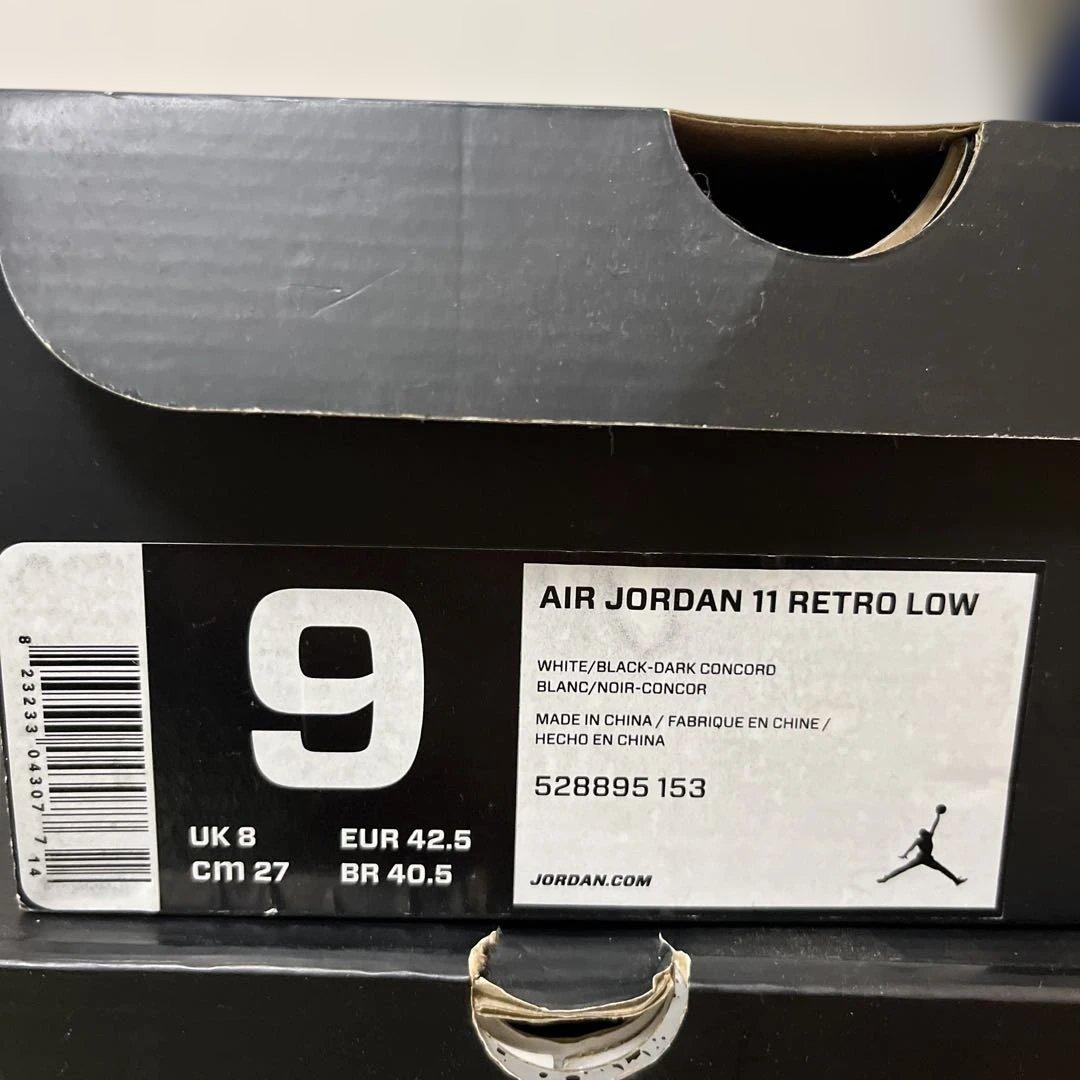 8 23233 04307 7 14
9
UK 8 EUR 42.5
cm 27 BR 40.5
AIR JORDAN 11 RETRO LOW
WHITE/BLACK-DARK CONCORD
BLANC/NOIR-CONCOR
MADE IN CHINA / FABRIQUE EN CHINE /
HECHO EN CHINA
528895 153
JORDAN.COM